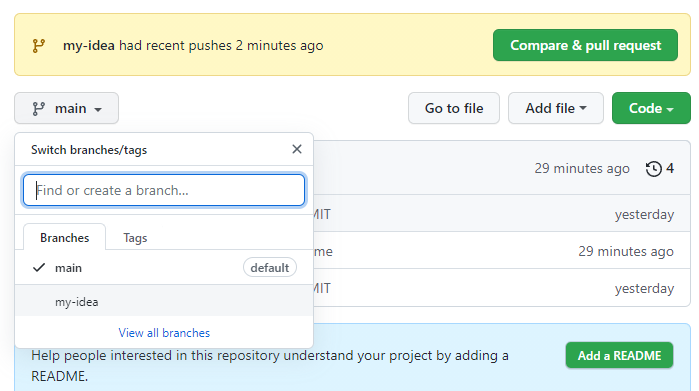 my-idea had recent pushes 2 minutes ago
Compare & pull request
main
Go to file
Add file
Code
Switch branches/tags
29 minutes ago
4
Find or create a branch...
MIT
yesterday
Branches
Tags
me
29 minutes ago
main
default
MIT
yesterday
my-idea
View all branches
Help people interested in this repository understand your project by adding a
README.
Add a README